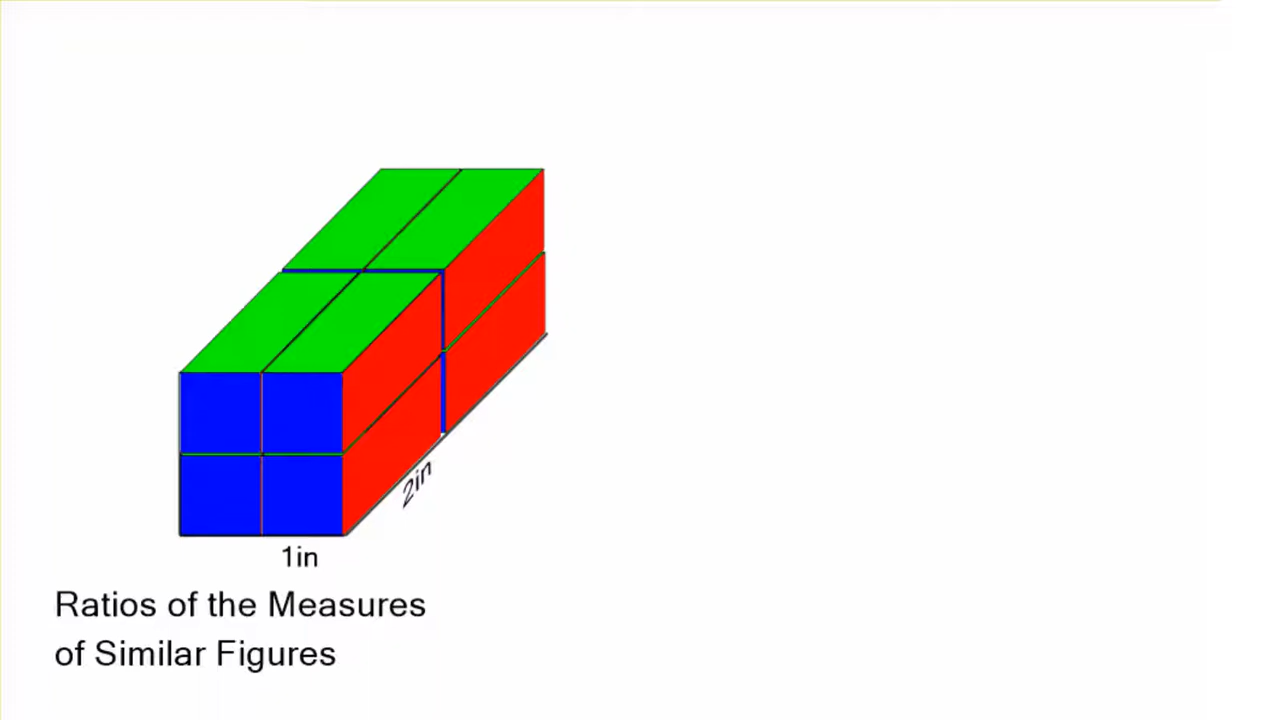 2in
1in
Ratios of the Measures
of Similar Figures